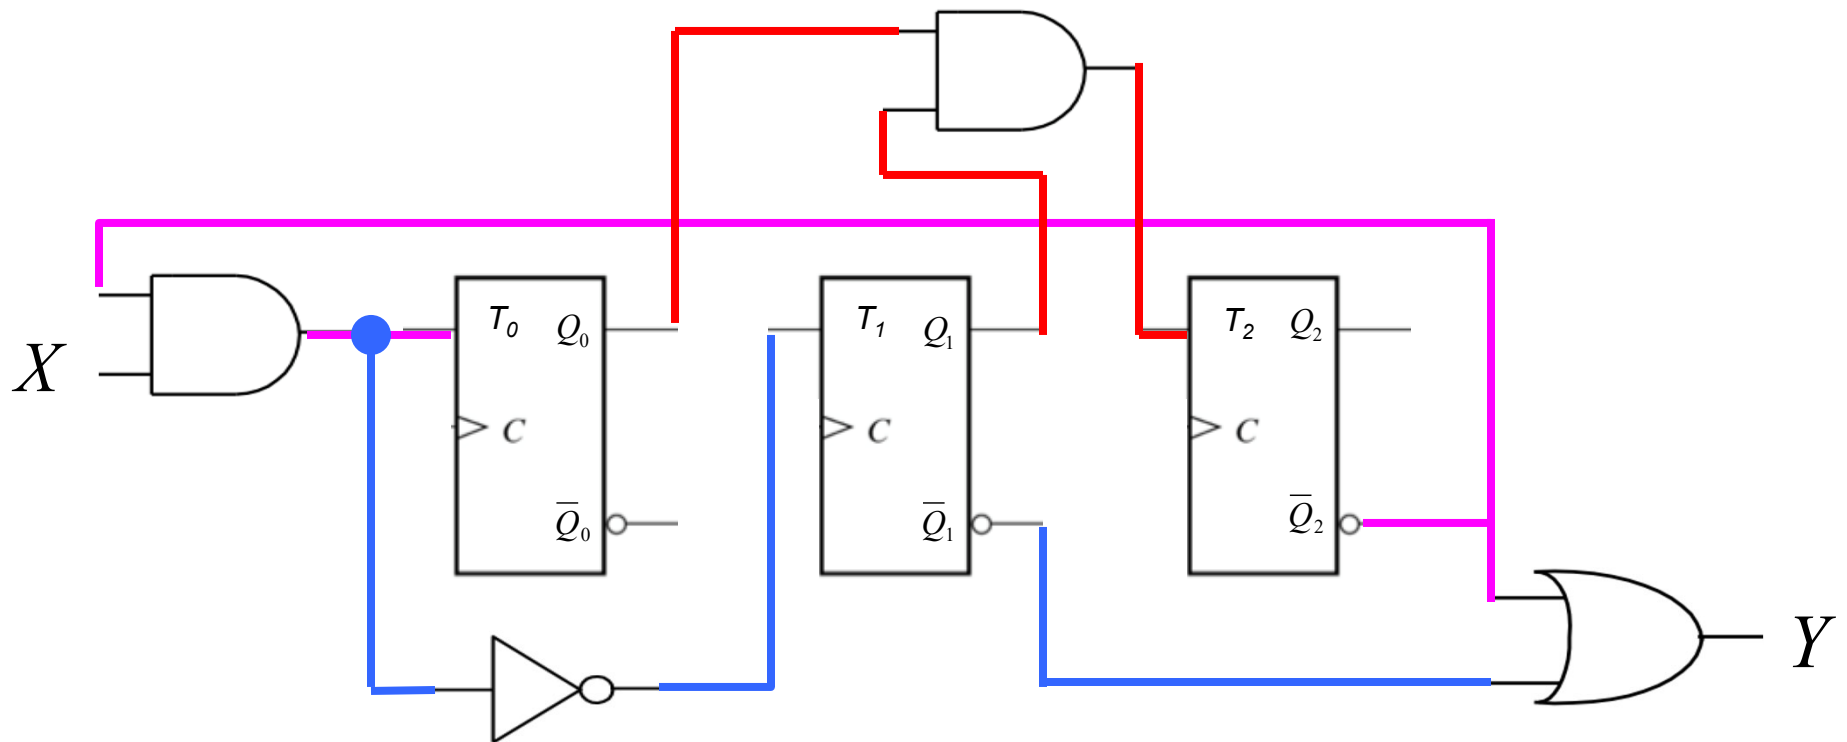 T₀ Q₀ T₁ Q₁ T₂ Q₂
X
C C C
Q̅₀ Q̅₁ Q̅₂
Y